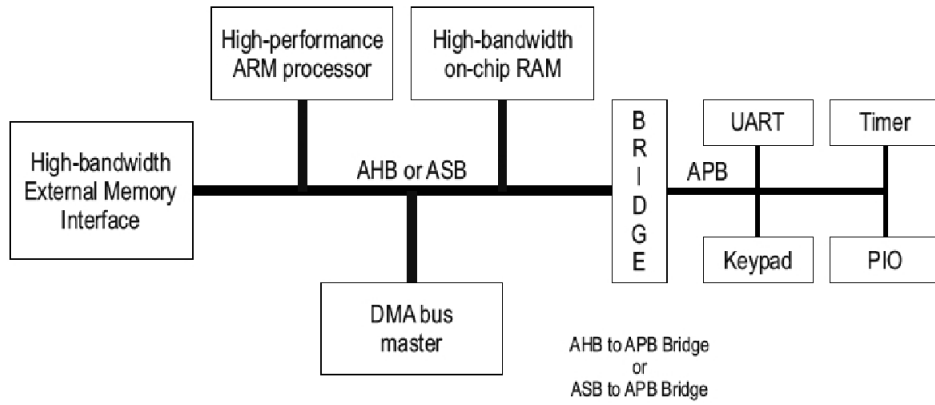 High-performance
ARM processor
High-bandwidth
on-chip RAM
High-bandwidth
External Memory
Interface
AHB or ASB
B
R
I
D
G
E
APB
UART
Timer
Keypad
PIO
DMA bus
master
AHB to APB Bridge
or
ASB to APB Bridge